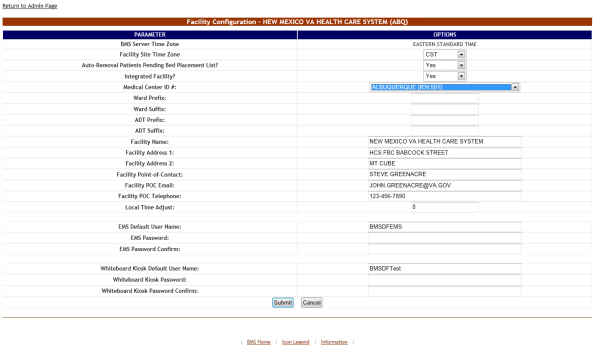 Return to Admin Page
Facility Configuration - NEW MEXICO VA HEALTH CARE SYSTEM (ABQ)
PARAMETER OPTIONS
BMS Server Time Zone EASTERN STANDARD TIME
Facility Site Time Zone CST
Auto-Removal Patients Pending Bed Placement List? Yes
Integrated Facility? Yes
Medical Center ID #: ALBUQUERQUE (IEN:501)
Ward Prefix:
Ward Suffix:
ADT Prefix:
ADT Suffix:
Facility Name: NEW MEXICO VA HEALTH CARE SYSTEM
Facility Address 1: HCS FBC BABCOCK STREET
Facility Address 2: MT CUBE
Facility Point-of-Contact: STEVE GREENACRE
Facility POC Email: JOHN.GREENACRE@VA.GOV
Facility POC Telephone: 123-456-7890
Local Time Adjust: 0
EMS Default User Name: BMSDFEMS
EMS Password:
EMS Password Confirm:
Whiteboard Kiosk Default User Name: BMSDFTest
Whiteboard Kiosk Password:
Whiteboard Kiosk Password Confirm:
Submit Cancel
| BMS Home | Icon Legend | Information |